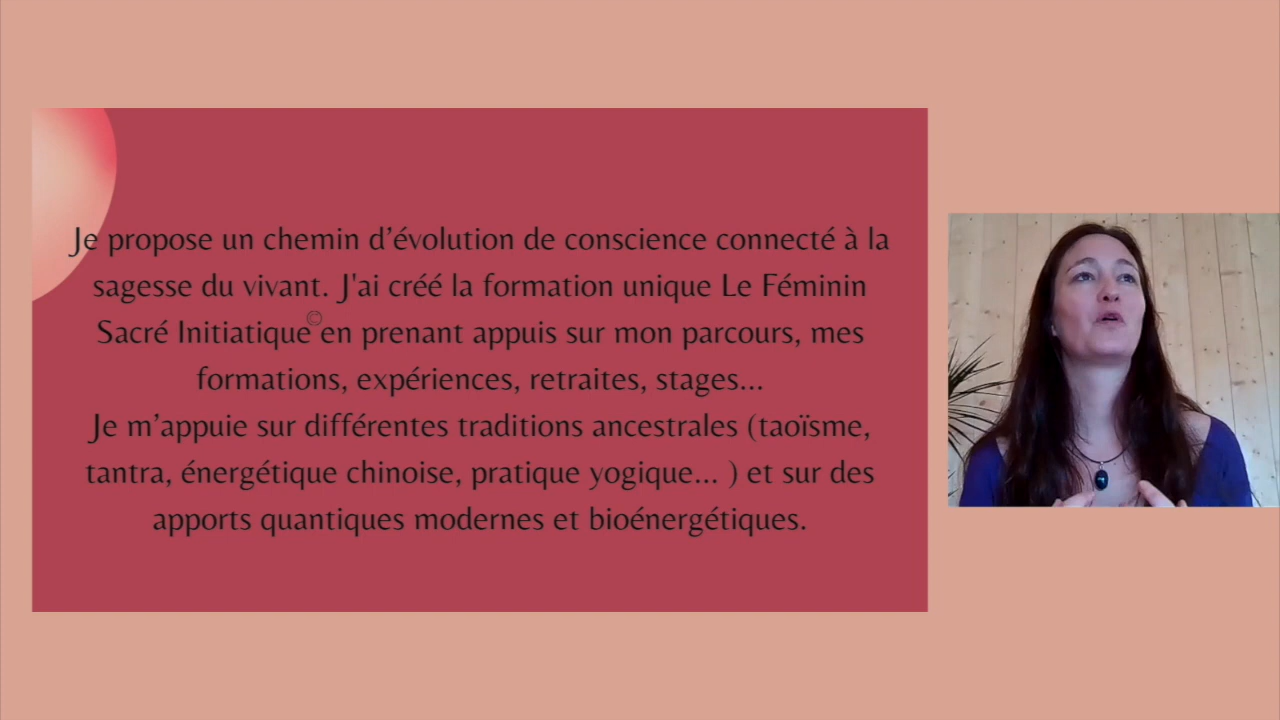 Je propose un chemin d’évolution de conscience connecté à la
sagesse du vivant. J'ai créé la formation unique Le Féminin
Sacré Initiatique© en prenant appuis sur mon parcours, mes
formations, expériences, retraites, stages...
Je m’appuie sur différentes traditions ancestrales (taoïsme,
tantra, énergétique chinoise, pratique yogique... ) et sur des
apports quantiques modernes et bioénergétiques.